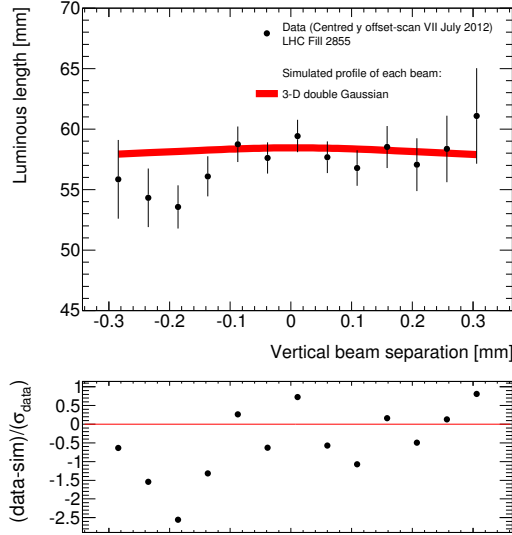 70
65
60
55
50
45
Luminous length [mm]
Data (Centred y offset-scan VII July 2012)
LHC Fill 2855
Simulated profile of each beam:
3-D double Gaussian
-0.3 -0.2 -0.1 0 0.1 0.2 0.3
Vertical beam separation [mm]
(data-sim)/(σdata)
1
0.5
0
-0.5
-1
-1.5
-2
-2.5